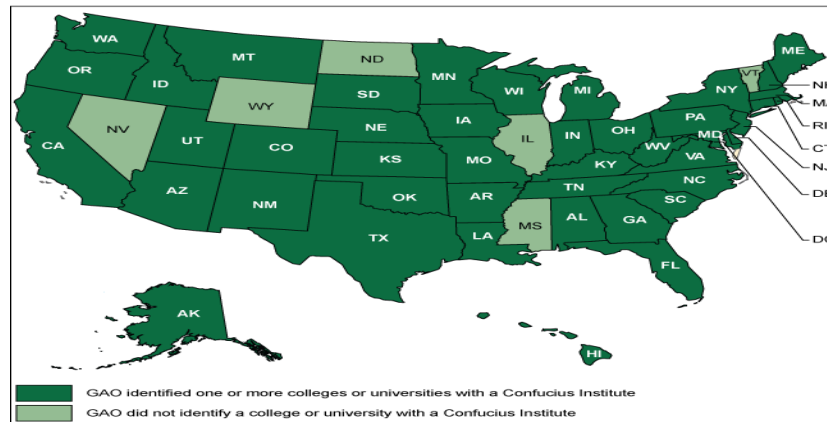 WA
MT
ND
MN
ME
VT
OR
ID
SD
WI
MI
NY
WY
NV
NE
IA
IL
IN
OH
PA
MD
RI
CT
NJ
CA
UT
CO
KS
MO
KY
WV
VA
AZ
NM
OK
AR
TN
NC
SC
TX
LA
MS
AL
GA
FL
AK
HI
GAO identified one or more colleges or universities with a Confucius Institute
GAO did not identify a college or university with a Confucius Institute